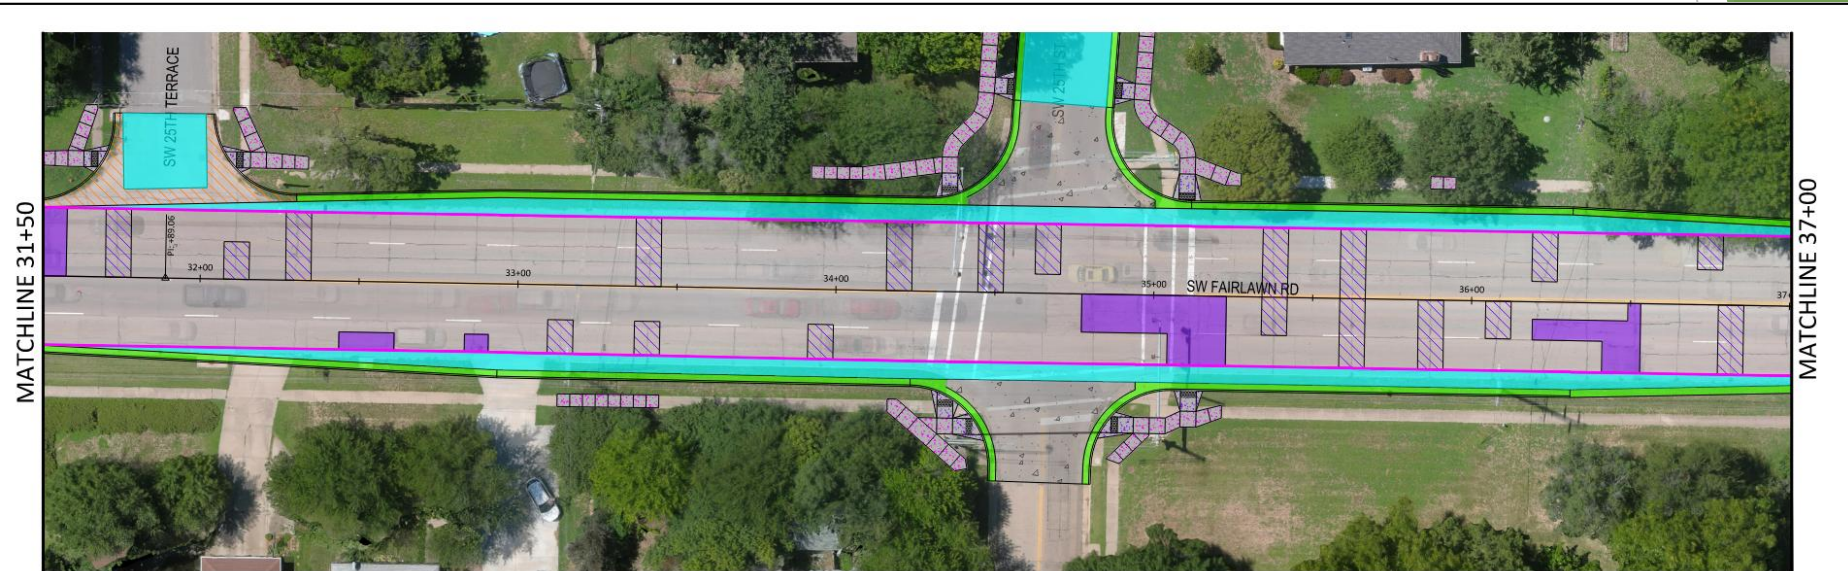 MATCHLINE 31+50
SW 25TH TERRACE
PI: +89.06
32+00
33+00
34+00
SW 25TH ST
35+00
SW FAIRLAWN RD
36+00
37
MATCHLINE 37+00